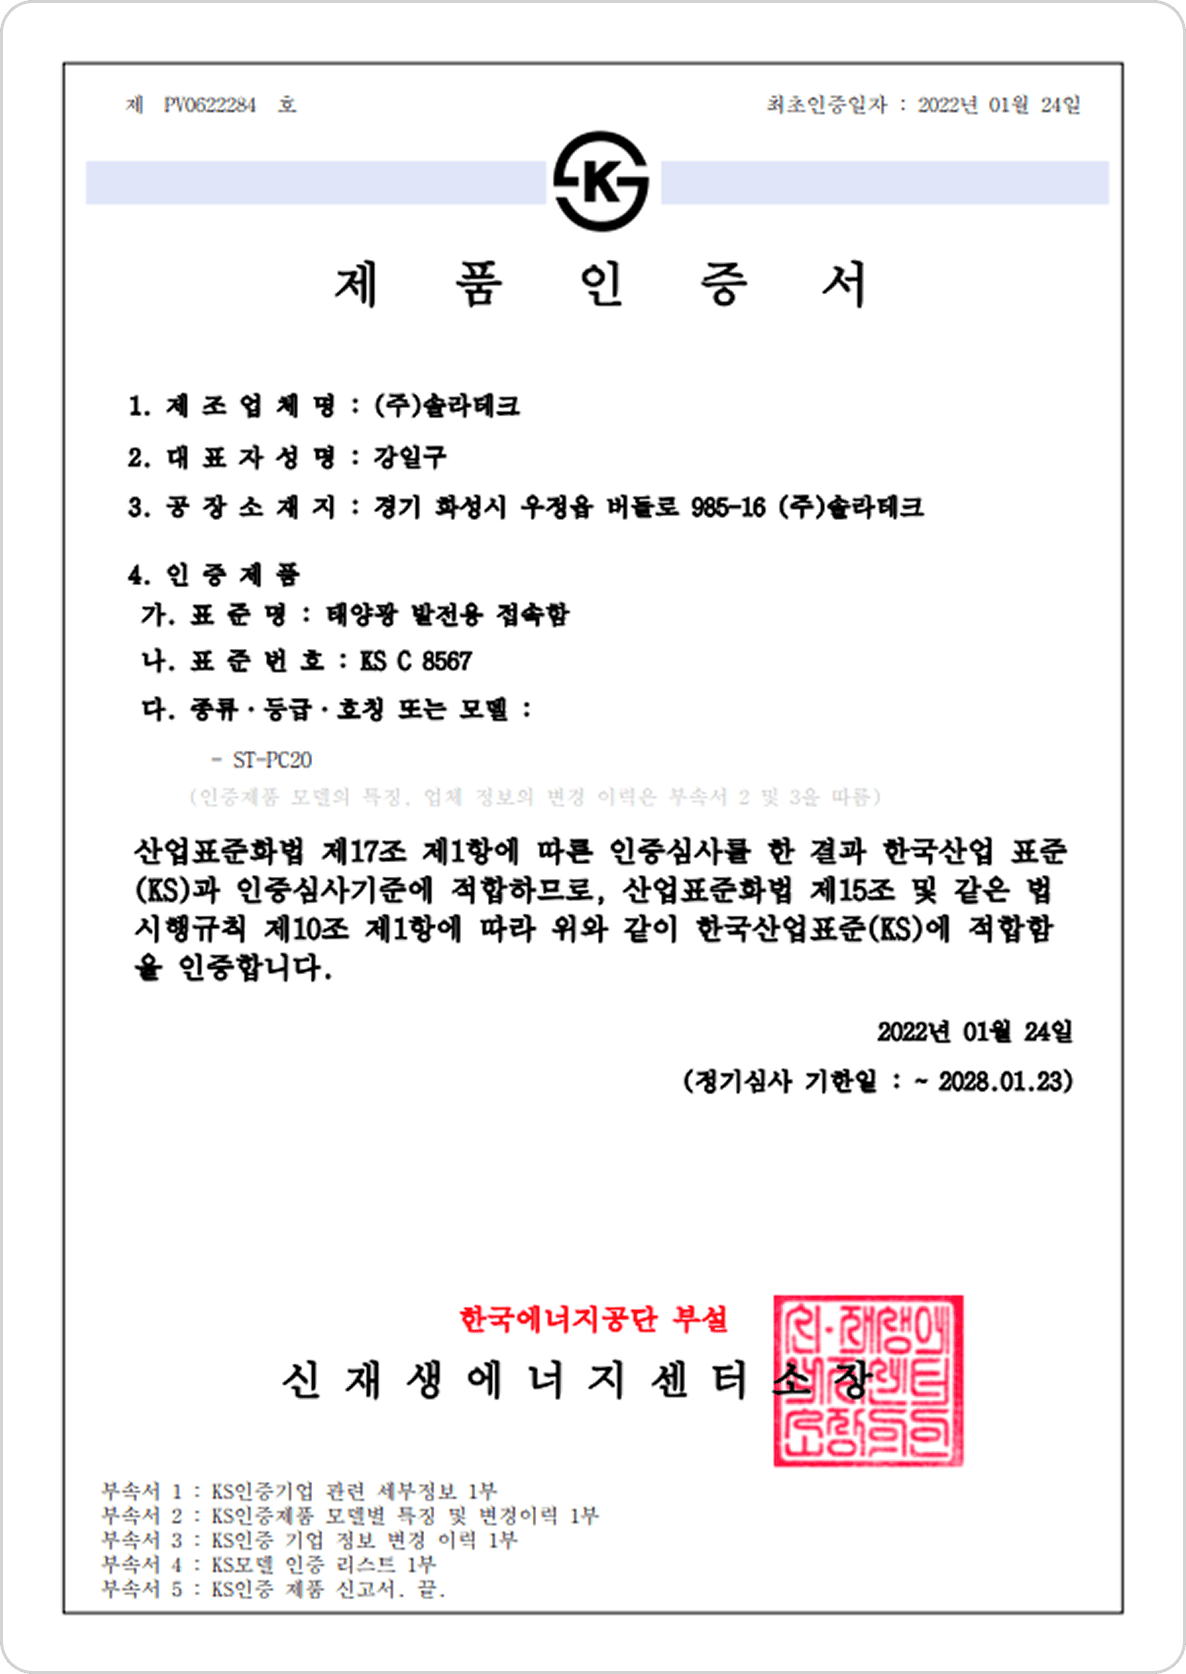 제 PV0622284 호
최초인증일자 : 2022년 01월 24일
K
제 품 인 증 서
1. 제 조 업 체 명 : (주)솔라테크
2. 대 표 자 성 명 : 강일구
3. 공 장 소 재 지 : 경기 화성시 우정읍 버들로 985-16 (주)솔라테크
4. 인 증 제 품
가. 표 준 명 : 태양광 발전용 접속함
나. 표 준 번 호 : KS C 8567
다. 종류·등급·호칭 또는 모델 :
- ST-PC20
(인증제품 모델의 특징, 업체 정보의 변경 이력은 부속서 2 및 3을 따름)
산업표준화법 제17조 제1항에 따른 인증심사를 한 결과 한국산업 표준
(KS)과 인증심사기준에 적합하므로, 산업표준화법 제15조 및 같은 법
시행규칙 제10조 제1항에 따라 위와 같이 한국산업표준(KS)에 적합함
을 인증합니다.
2022년 01월 24일
(정기심사 기한일 : ~ 2028.01.23)
한국에너지공단 부설
신 재 생 에 너 지 센 터 소 장
신·재생에
너지센터
소장의인
부속서 1 : KS인증기업 관련 세부정보 1부
부속서 2 : KS인증제품 모델별 특징 및 변경이력 1부
부속서 3 : KS인증 기업 정보 변경 이력 1부
부속서 4 : KS모델 인증 리스트 1부
부속서 5 : KS인증 제품 신고서. 끝.